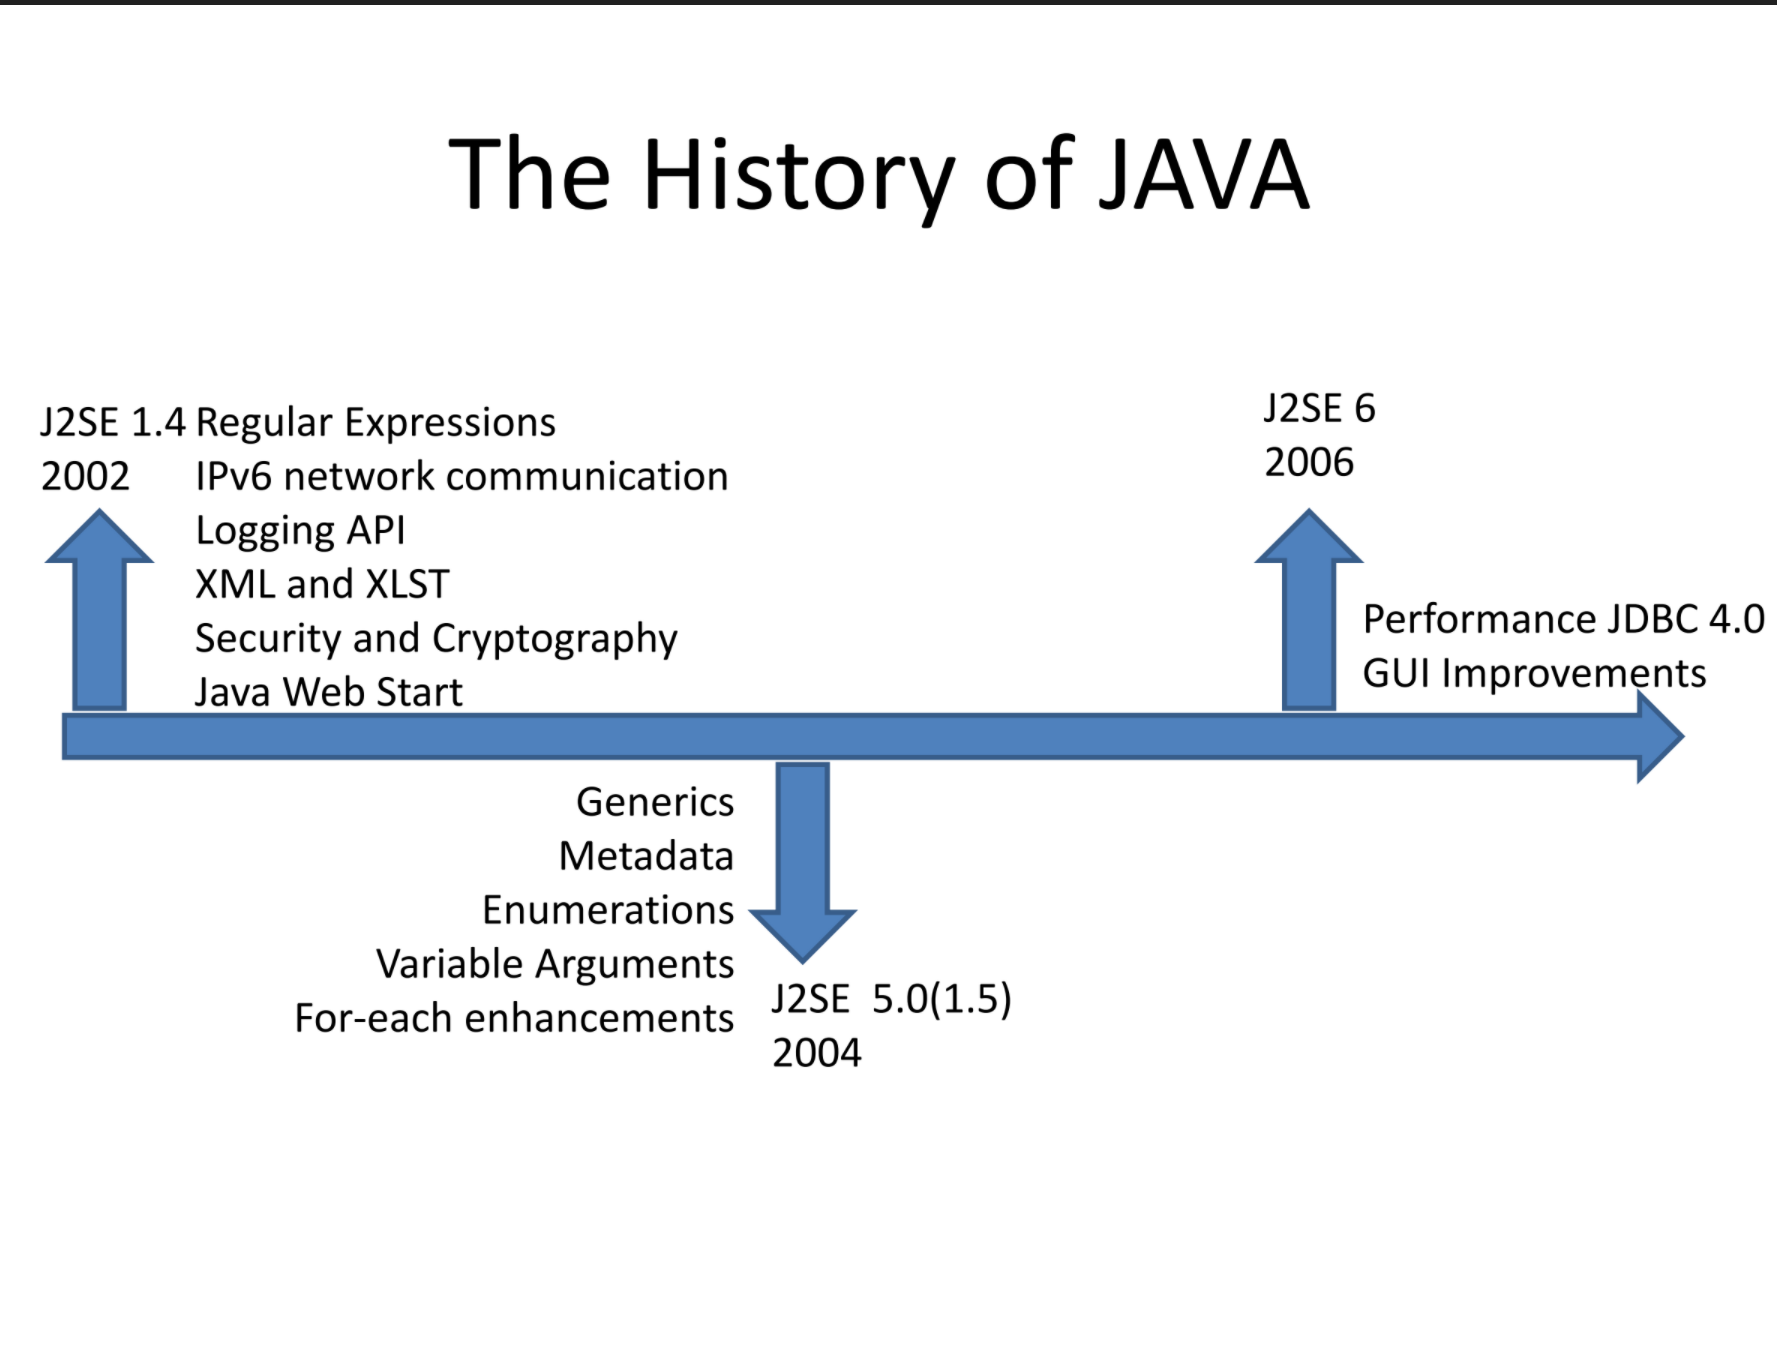 The History of JAVA
J2SE 1.4
2002
Regular Expressions
IPv6 network communication
Logging API
XML and XLST
Security and Cryptography
Java Web Start
J2SE 6
2006
Performance JDBC 4.0
GUI Improvements
Generics
Metadata
Enumerations
Variable Arguments
For-each enhancements
J2SE  5.0(1.5)
2004